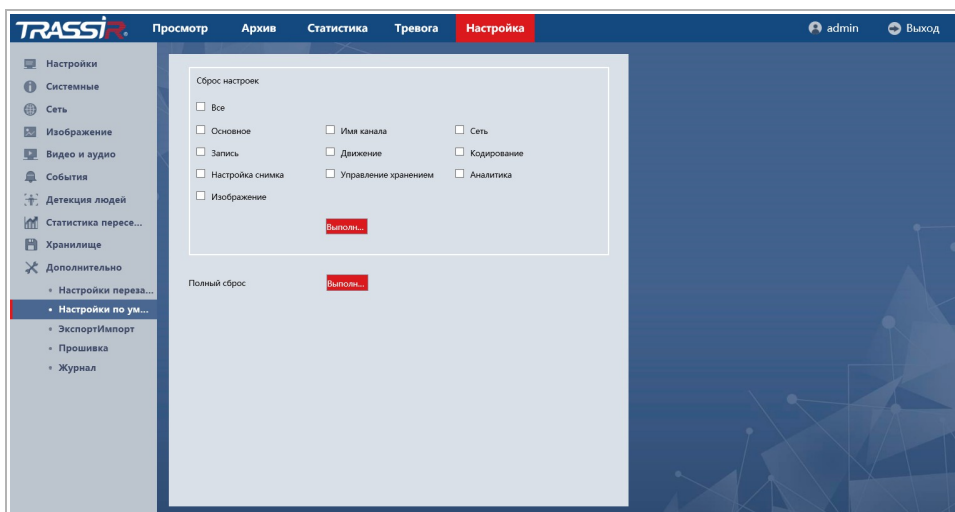 TRASSIR
Просмотр Архив Статистика Тревога Настройка admin Выход
Настройки
Системные
Сеть
Изображение
Видео и аудио
События
Детекция людей
Статистика пересе...
Хранилище
Дополнительно
Настройки переза...
Настройки по ум...
ЭкспортИмпорт
Прошивка
Журнал
Сброс настроек
Все
Основное Имя канала Сеть
Запись Движение Кодирование
Настройка снимка Управление хранением Аналитика
Изображение
Выполн...
Полный сброс Выполн...